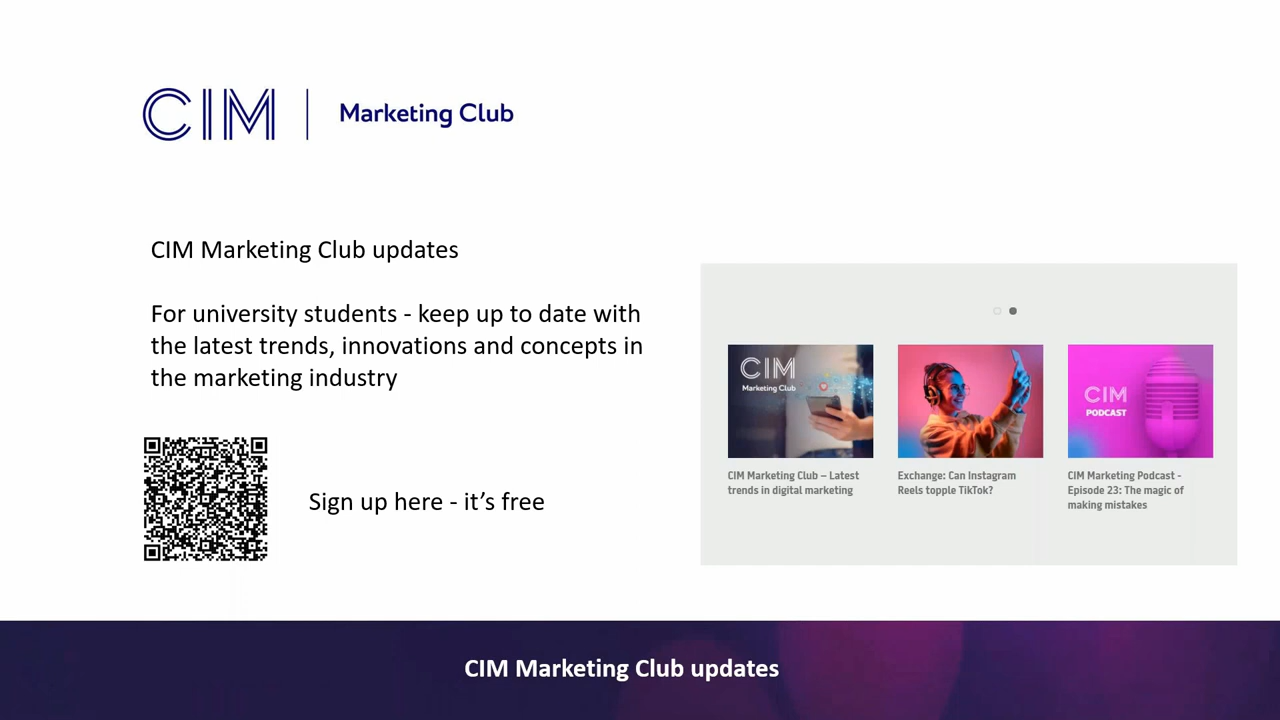 CIM | Marketing Club
CIM Marketing Club updates
For university students - keep up to date with
the latest trends, innovations and concepts in
the marketing industry
Sign up here - it’s free
CIM
Marketing Club
CIM Marketing Club – Latest
trends in digital marketing
Exchange: Can Instagram
Reels topple TikTok?
CIM
PODCAST
CIM Marketing Podcast -
Episode 23: The magic of
making mistakes
CIM Marketing Club updates